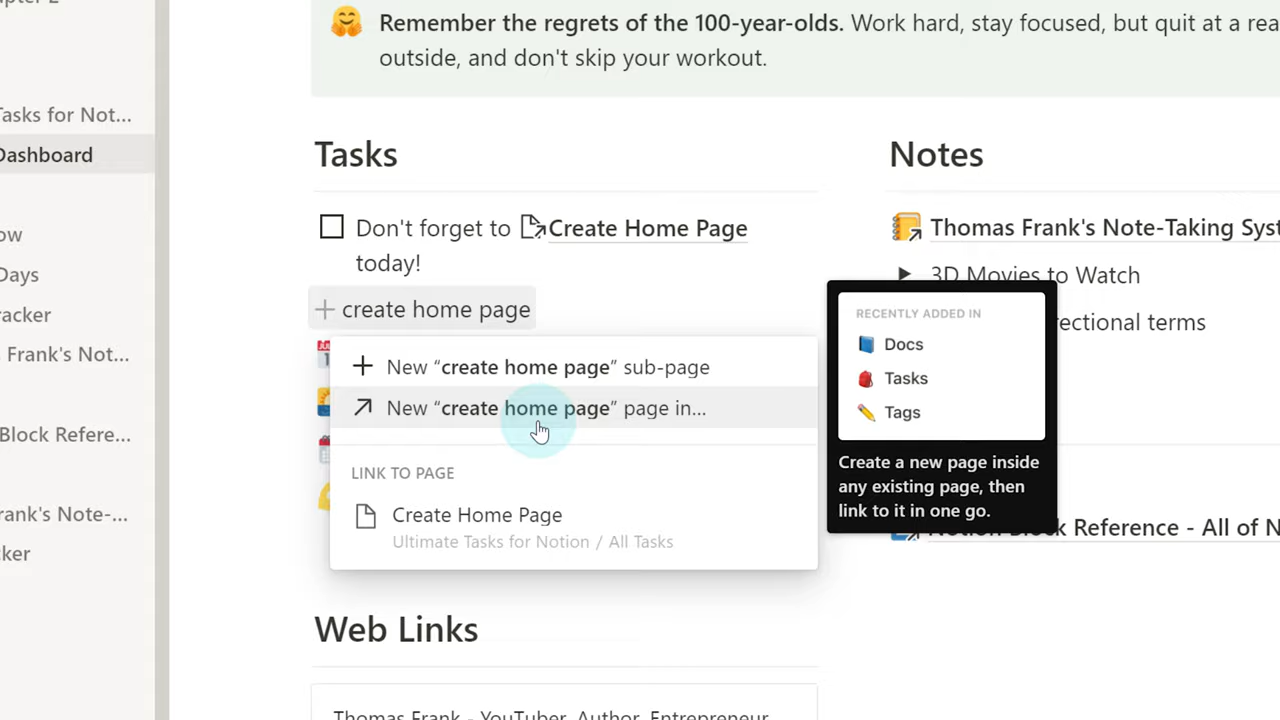 Tasks for Not...
Dashboard
ow
Days
racker
s Frank's Not...
Block Refere...
rank's Note-...
cker
Remember the regrets of the 100-year-olds. Work hard, stay focused, but quit at a rea
outside, and don't skip your workout.
Tasks
Don't forget to Create Home Page
today!
+ create home page
New “create home page” sub-page
New “create home page” page in...
LINK TO PAGE
Create Home Page
Ultimate Tasks for Notion / All Tasks
Web Links
Thomas Frank - YouTuber, Author, Entrepreneur
Notes
Thomas Frank's Note-Taking Syst
3D Movies to Watch
ectional terms
RECENTLY ADDED IN
Docs
Tasks
Tags
Create a new page inside
any existing page, then
link to it in one go.
Notion Block Reference - All of N